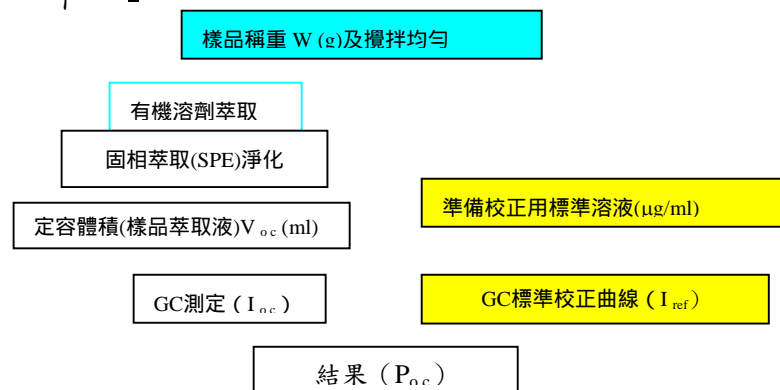 樣品稱重 W (g)及攪拌均勻
有機溶劑萃取
固相萃取(SPE)淨化
定容體積(樣品萃取液)V oc (ml)
準備校正用標準溶液(μg/ml)
GC測定（I oc ）
GC標準校正曲線（I ref）
結果（Poc）